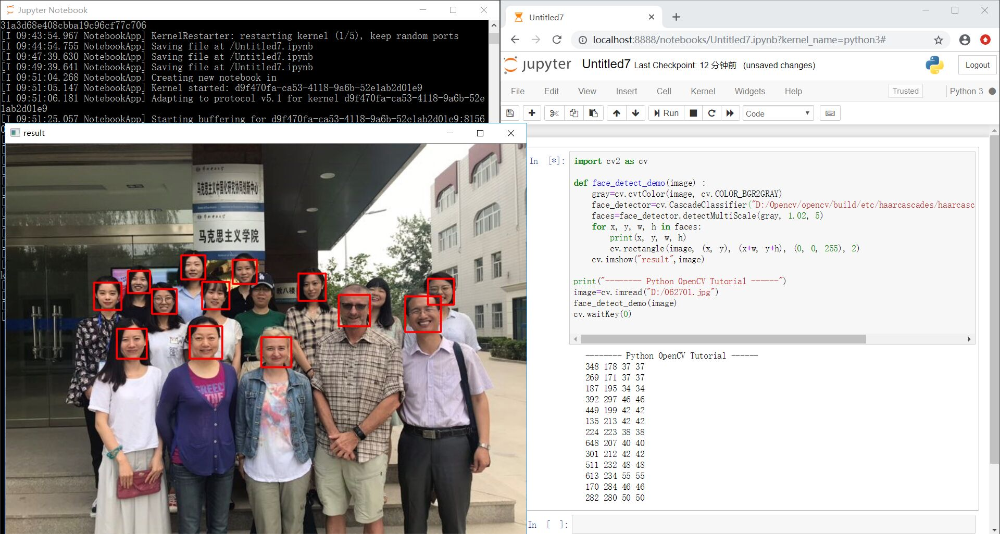 Jupyter Notebook
31a3d68e408cbba19c96cf77c706
[I 09:43:54.967 NotebookApp] KernelRestarter: restarting kernel (1/5), keep random ports
[I 09:44:54.755 NotebookApp] Saving file at /Untitled7.ipynb
[I 09:47:39.630 NotebookApp] Saving file at /Untitled7.ipynb
[I 09:49:39.641 NotebookApp] Saving file at /Untitled7.ipynb
[I 09:51:04.268 NotebookApp] Creating new notebook in
[I 09:51:05.147 NotebookApp] Kernel started: d9f470fa-ca53-4118-9a6b-52e1ab2d01e9
[I 09:51:06.181 NotebookApp] Adapting to protocol v5.1 for kernel d9f470fa-ca53-4118-9a6b-52e
1ab2d01e9
[I 09:51:25.057 NotebookApp] Starting buffering for d9f470fa-ca53-4118-9a6b-52e1ab2d01e9:8156
result
马克思主义中国化研究协同创新中心
马克思主义学院
教八楼
LA
GREECE
THE
Untitled7
localhost:8888/notebooks/Untitled7.ipynb?kernel_name=python3#
jupyter Untitled7 Last Checkpoint: 12 分钟前 (unsaved changes)
Logout
File Edit View Insert Cell Kernel Widgets Help
Trusted
Python 3
Run
Code
In [*]:
import cv2 as cv
def face_detect_demo(image) :
gray=cv.cvtColor(image, cv.COLOR_BGR2GRAY)
face_detector=cv.CascadeClassifier("D:/Opencv/opencv/build/etc/haarcascades/haarcasc
faces=face_detector.detectMultiScale(gray, 1.02, 5)
for x, y, w, h in faces:
print(x, y, w, h)
cv.rectangle(image, (x, y), (x+w, y+h), (0, 0, 255), 2)
cv.imshow("result",image)
print("-------- Python OpenCV Tutorial ------")
image=cv.imread("D:/062701.jpg")
face_detect_demo(image)
cv.waitKey(0)
-------- Python OpenCV Tutorial ------
348 178 37 37
269 171 37 37
187 195 34 34
392 297 46 46
449 199 42 42
135 213 42 42
224 223 38 38
648 207 40 40
301 212 42 42
511 232 48 48
613 234 55 55
170 284 46 46
282 280 50 50
In [ ]: